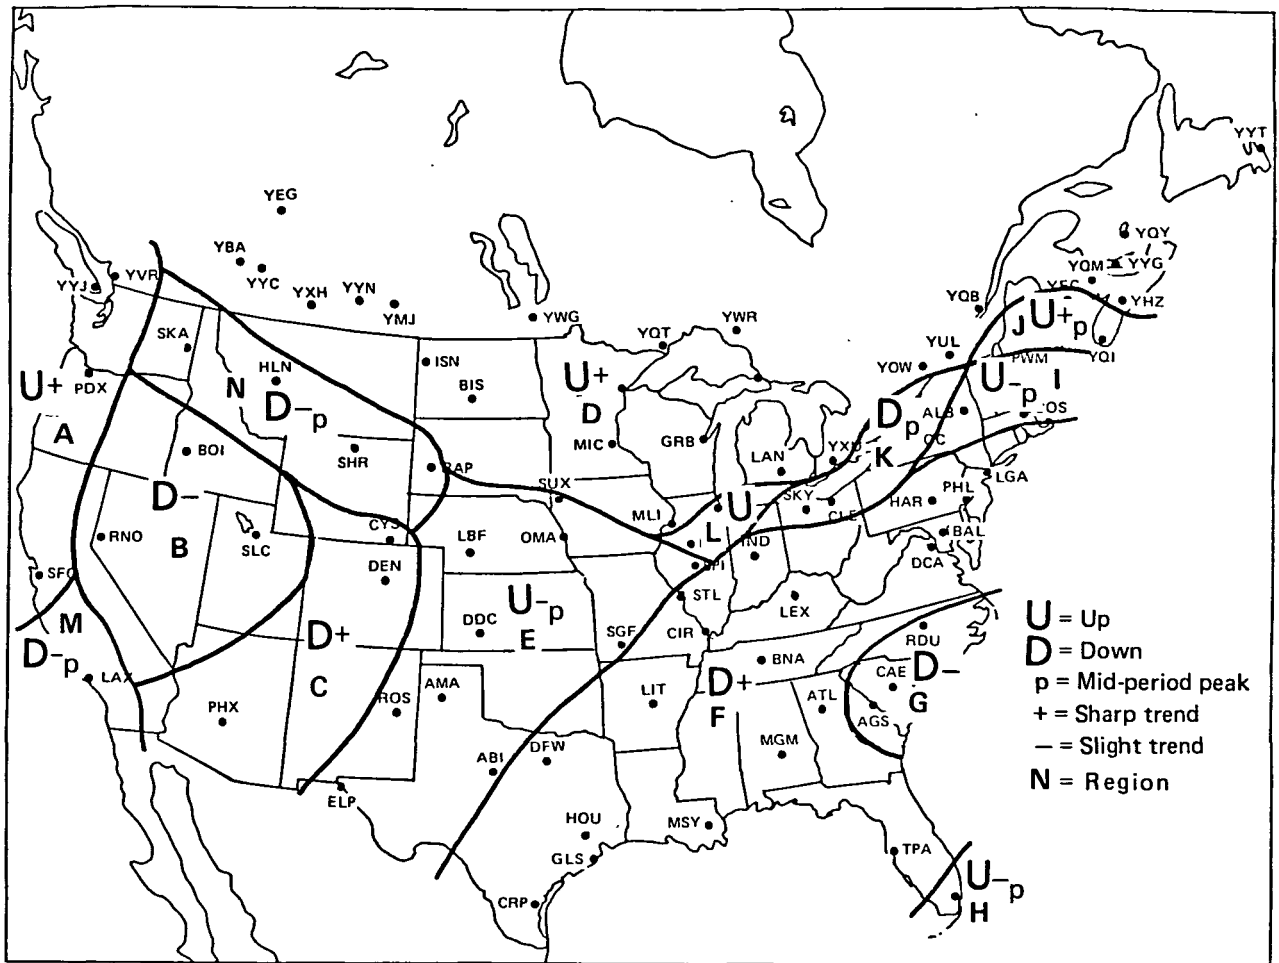 YYT
YEG
YBA
YYC
YQY
YQM YYG
YYJ
YVR
YXH
YYN
YMJ
YWG
YQB
YFC
YHZ
YQT
YWR
SKA
HLN
N
D-p
ISN
BIS
U+
D
YOW
YUL
J U+p
PWM
YQI
U-p I
U+
PDX
A
MIC
GRB
LAN
YXU
Dp
K
ALB
BOI
SHR
SUX
MLI
U
L
SKY
CLE
HAR
PHL
LGA
D-
B
RNO
SLC
CYS
DEN
LBF
OMA
IND
SPI
BAL
DCA
SFO
M
D-p
LAX
DDC
U-p
E
SGF
STL
CIR
LEX
RDU
D+
C
PHX
ROS
AMA
LIT
BNA
D+
F
ATL
CAE
AGS
D-
G
ABI
DFW
MGM
ELP
HOU
GLS
MSY
TPA
CRP
U-p
H
U = Up
D = Down
p = Mid-period peak
+ = Sharp trend
– = Slight trend
N = Region